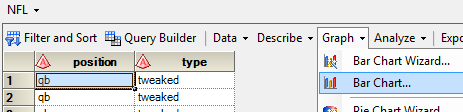 NFL
Filter and Sort Query Builder Data Describe Graph Analyze
position type
1 qb tweaked
2 qb tweaked
Bar Chart Wizard...
Bar Chart...